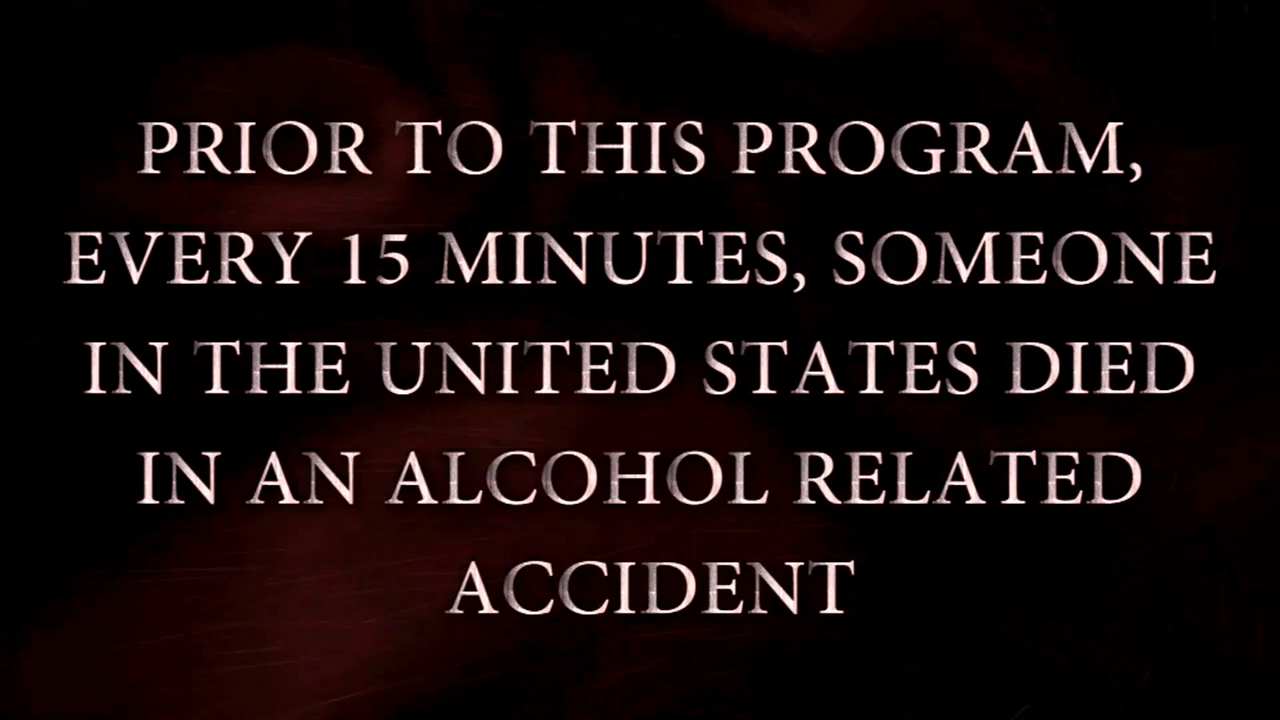 PRIOR TO THIS PROGRAM,
EVERY 15 MINUTES, SOMEONE
IN THE UNITED STATES DIED
IN AN ALCOHOL RELATED
ACCIDENT